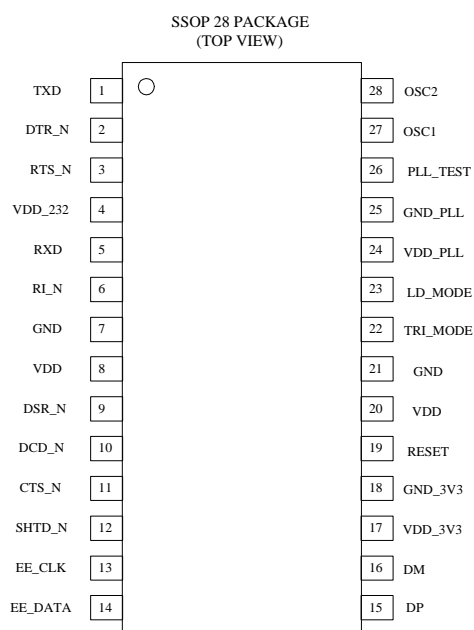 SSOP 28 PACKAGE
(TOP VIEW)
TXD 1 28 OSC2
DTR_N 2 27 OSC1
RTS_N 3 26 PLL_TEST
VDD_232 4 25 GND_PLL
RXD 5 24 VDD_PLL
RI_N 6 23 LD_MODE
GND 7 22 TRI_MODE
VDD 8 21 GND
DSR_N 9 20 VDD
DCD_N 10 19 RESET
CTS_N 11 18 GND_3V3
SHTD_N 12 17 VDD_3V3
EE_CLK 13 16 DM
EE_DATA 14 15 DP